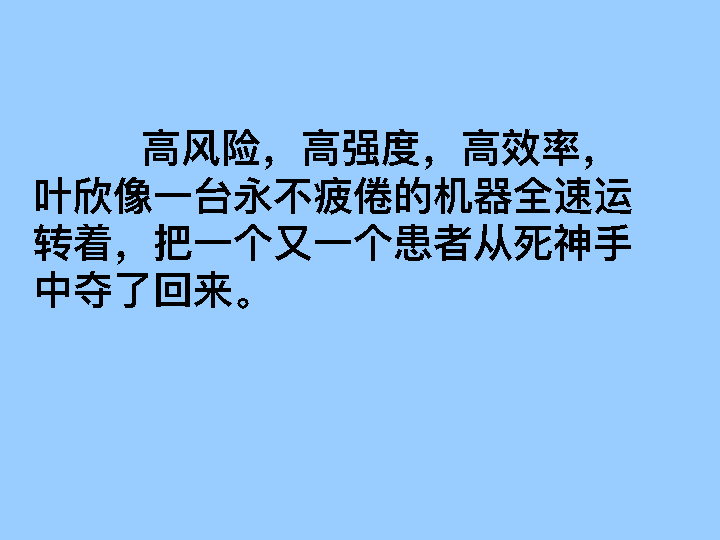 高风险，高强度，高效率，
叶欣像一台永不疲倦的机器全速运
转着，把一个又一个患者从死神手
中夺了回来。